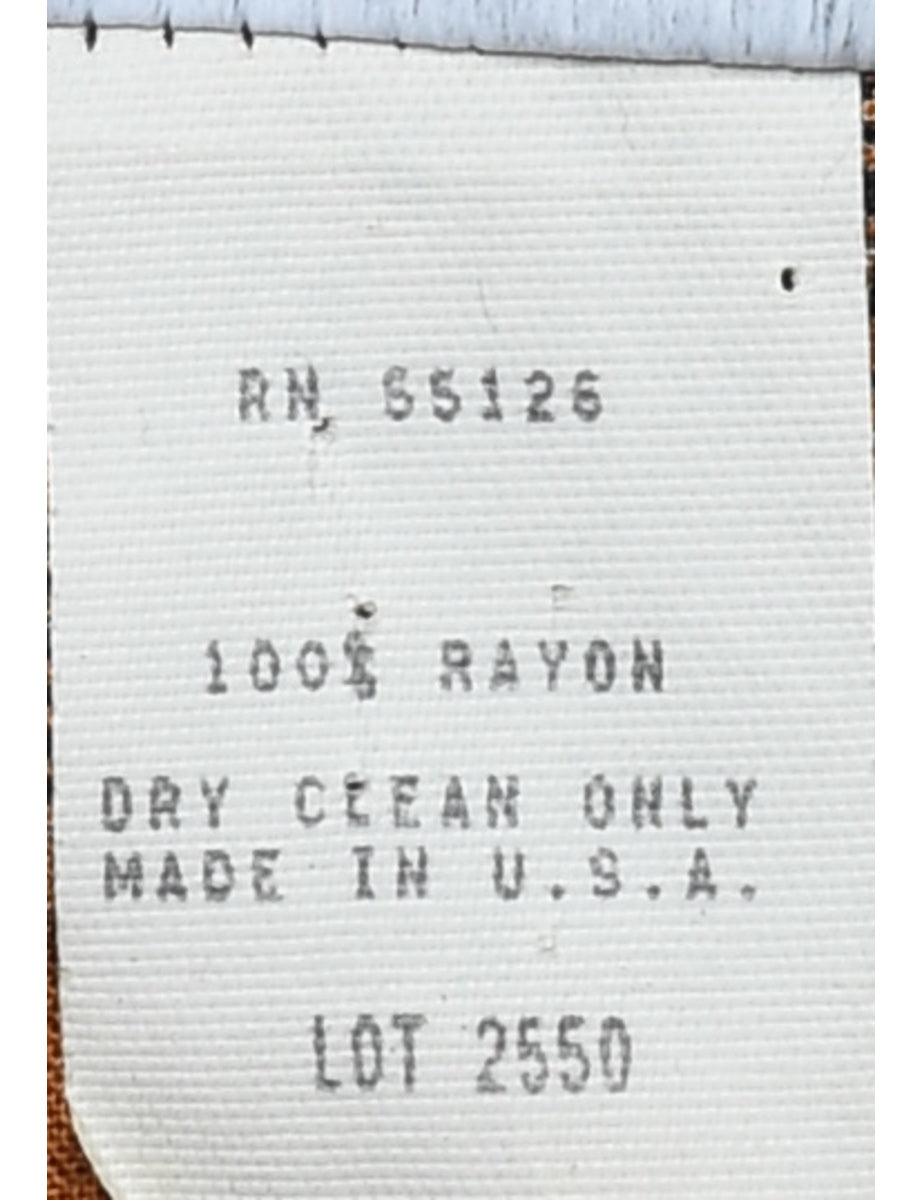 RN, 65126
100% RAYON
DRY CLEAN ONLY
MADE IN U.S.A.
LOT 2550